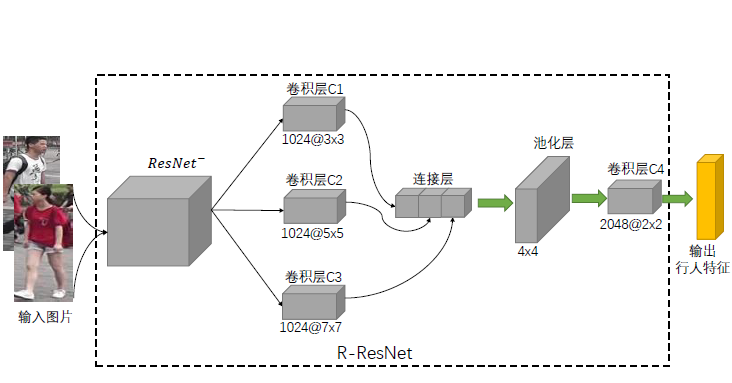 卷积层C1
1024@3x3
ResNet⁻
池化层
卷积层C2
连接层
卷积层C4
1024@5x5
2048@2x2
4x4
输出
行人特征
卷积层C3
输入图片
1024@7x7
R-ResNet